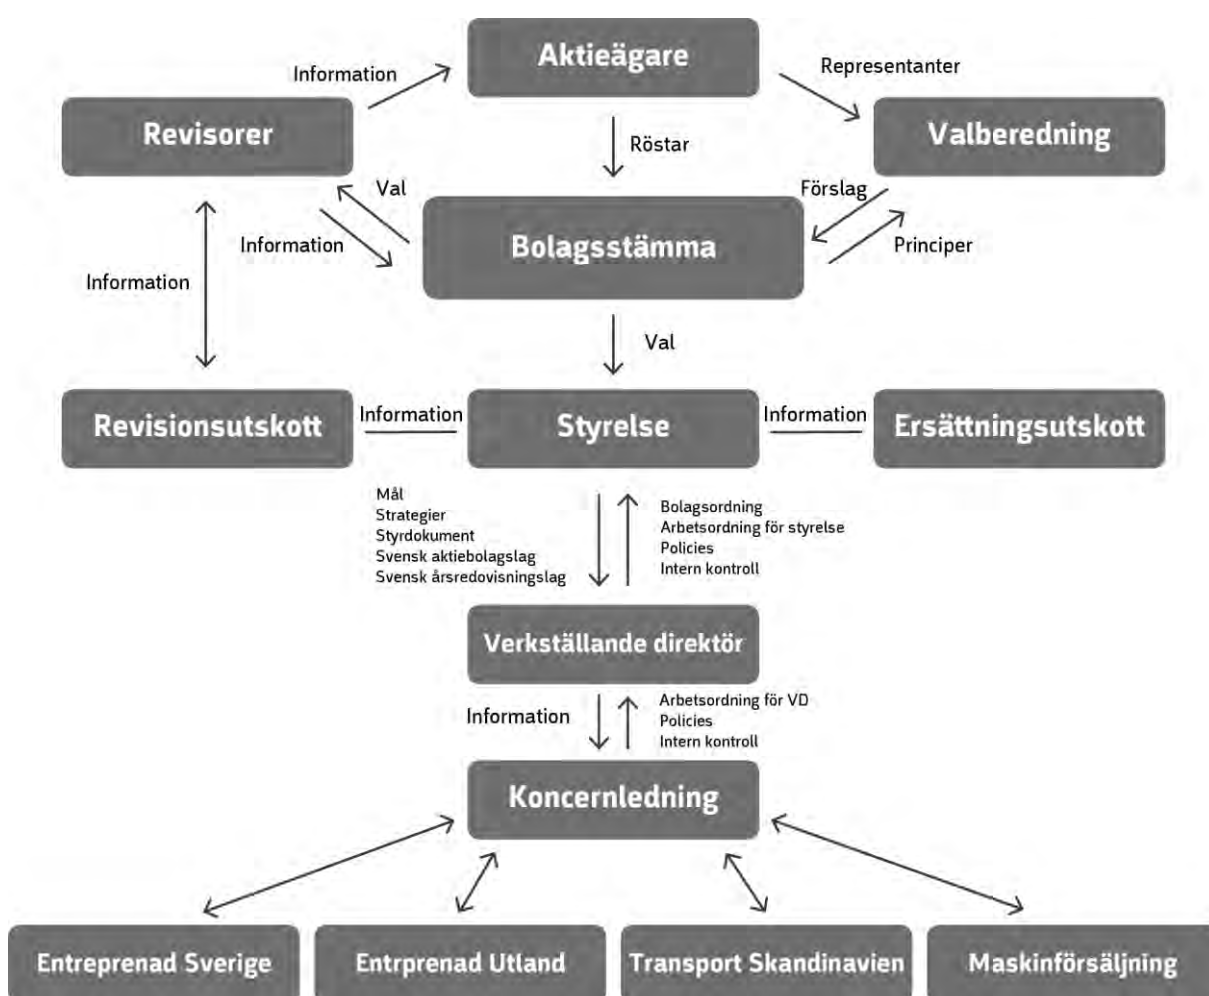 Aktieägare
Information
Representanter
Revisorer
Valberedning
Röstar
Val
Förslag
Information
Bolagsstämma
Principer
Information
Val
Revisionsutskott
Information
Styrelse
Information
Ersättningsutskott
Mål
Strategier
Styrdokument
Svensk aktiebolagslag
Svensk årsredovisningslag
Bolagsordning
Arbetsordning för styrelse
Policies
Intern kontroll
Verkställande direktör
Information
Arbetsordning för VD
Policies
Intern kontroll
Koncernledning
Entreprenad Sverige
Entrprenad Utland
Transport Skandinavien
Maskinförsäljning